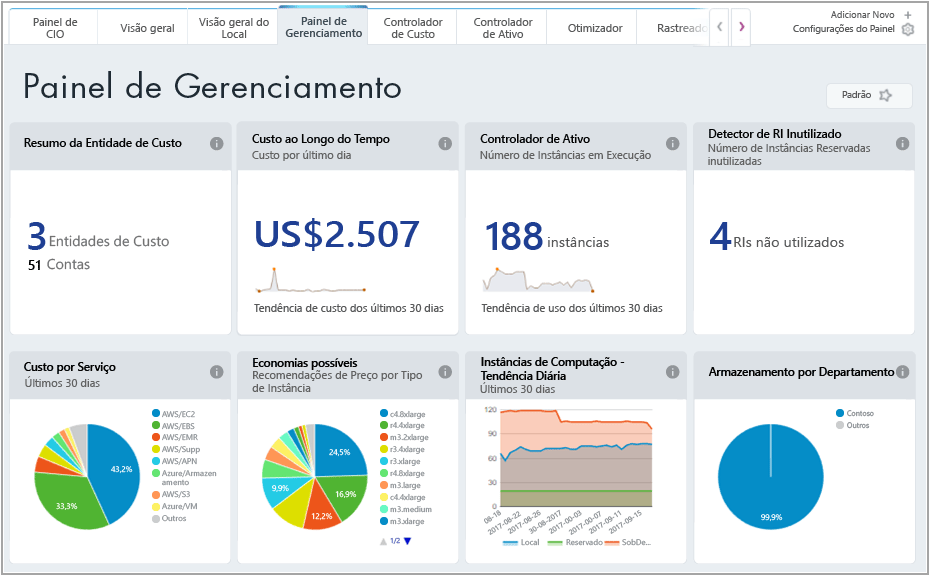 Painel de
CIO
Visão geral
Visão geral do
Local
Painel de
Gerenciamento
Controlador
de Custo
Controlador
de Ativo
Otimizador
Adicionar Novo +
Configurações do Painel
Painel de Gerenciamento
Padrão
Resumo da Entidade de Custo
3 Entidades de Custo
51 Contas
Custo ao Longo do Tempo
Custo por último dia
US$2.507
Tendência de custo dos últimos 30 dias
Controlador de Ativo
Número de Instâncias em Execução
188 instâncias
Tendência de uso dos últimos 30 dias
Detector de RI Inutilizado
Número de Instâncias Reservadas
inutilizadas
4 RIs não utilizados
Custo por Serviço
Últimos 30 dias
43,2%
33,3%
AWS/EC2
AWS/EBS
AWS/EMR
AWS/Supp
AWS/APN
Azure/Armazen
amento
AWS/S3
Azure/VM
Outros
Economias possíveis
Recomendações de Preço por Tipo
de Instância
24,5%
16,9%
12,2%
9,9%
c4.8xlarge
r4.4xlarge
m3.2xlarge
r3.4xlarge
r3.xlarge
r4.8xlarge
m3.large
c4.4xlarge
m3.medium
m3.xlarge
1/2
Instâncias de Computação -
Tendência Diária
Últimos 30 dias
120
90
60
30
0
08-18
2017-08-22
2017-08-26
30-08-2017
2017-00-03
2017-00-07
2017-09-11
2017-09-15
Local
Reservado
SobDe...
Armazenamento por Departamento
Contoso
Outros
99,9%